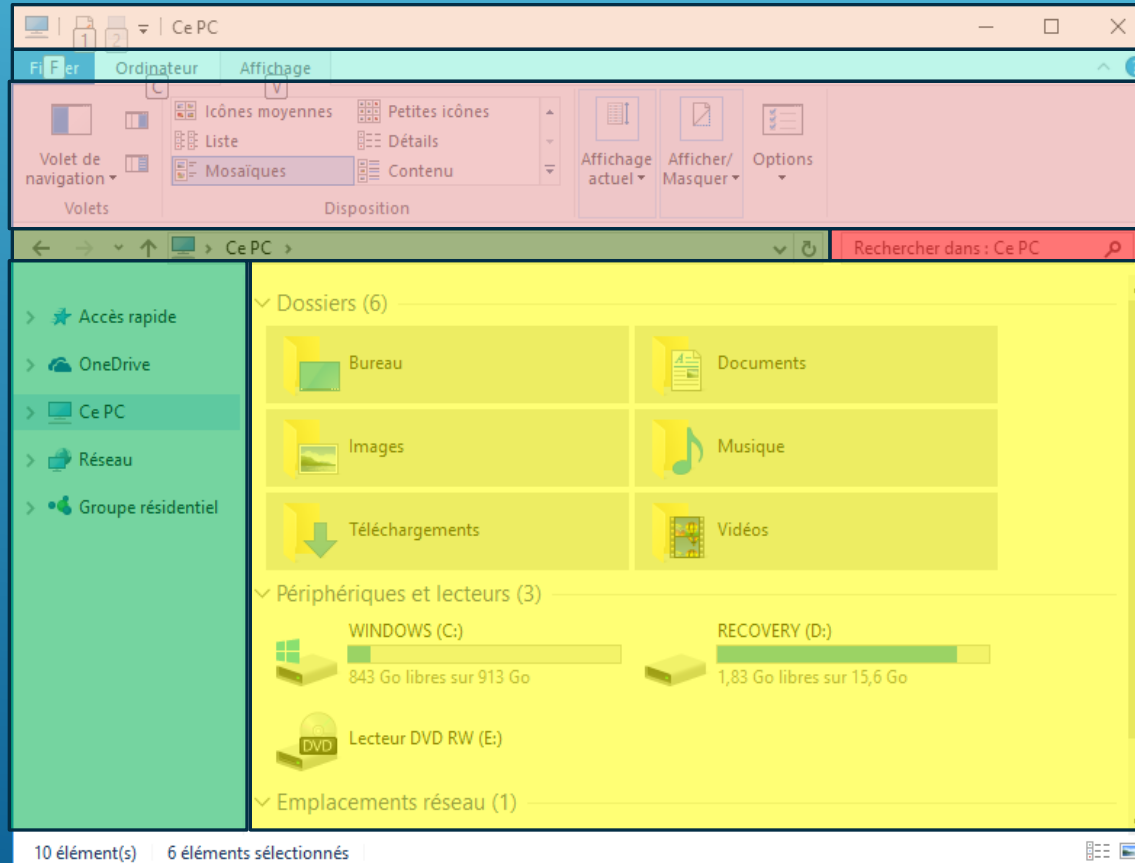 1 2 Ce PC
Fi F er Ordinateur Affichage
C V
Icônes moyennes Petites icônes
Liste Détails
Mosaïques Contenu
Volet de
navigation
Affichage
actuel
Afficher/
Masquer
Options
Volets Disposition
Ce PC
Rechercher dans : Ce PC
Accès rapide
OneDrive
Ce PC
Réseau
Groupe résidentiel
Dossiers (6)
Bureau Documents
Images Musique
Téléchargements Vidéos
Périphériques et lecteurs (3)
WINDOWS (C:) RECOVERY (D:)
843 Go libres sur 913 Go 1,83 Go libres sur 15,6 Go
DVD Lecteur DVD RW (E:)
Emplacements réseau (1)
10 élément(s) 6 éléments sélectionnés